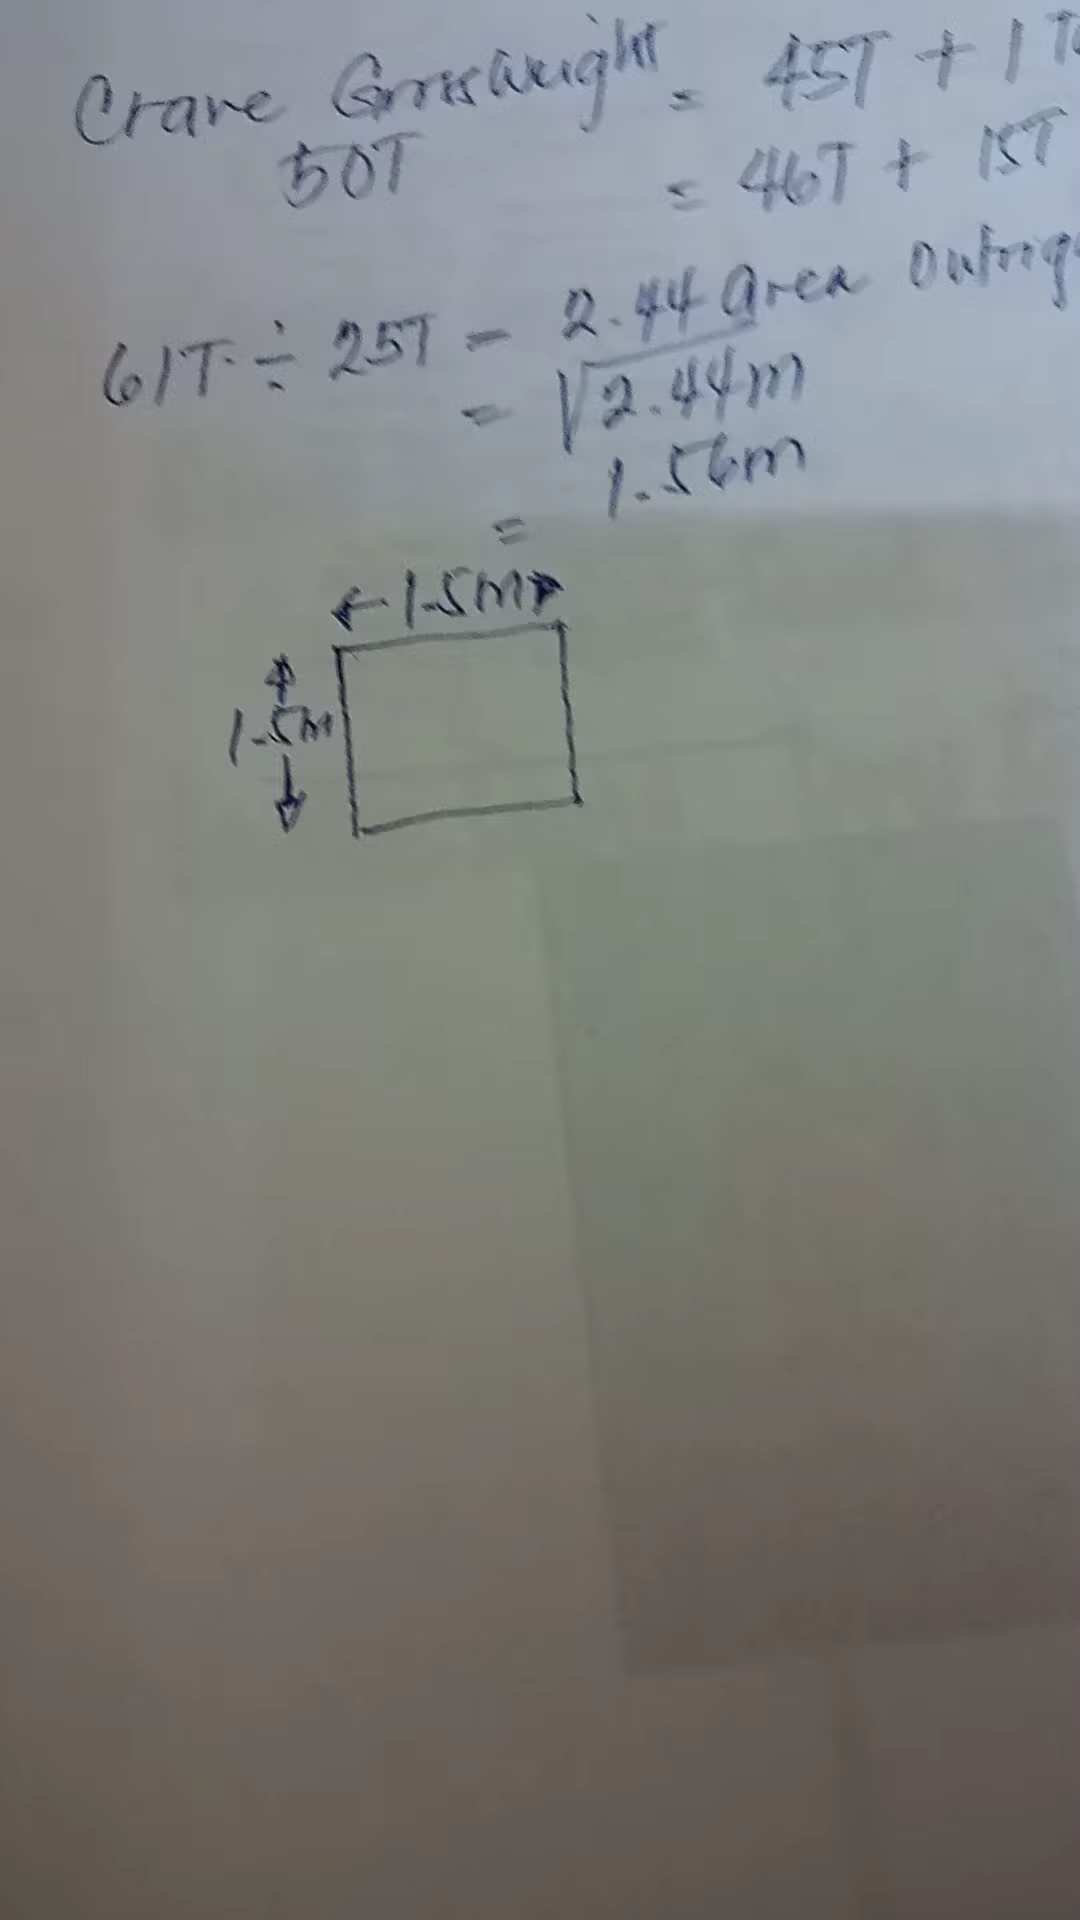 Crane Grossweight = 45T + 1
50T = 46T + 15T
61T ÷ 25T = 2.44 area
= √2.44m
= 1.56m
1.5m
1.5m